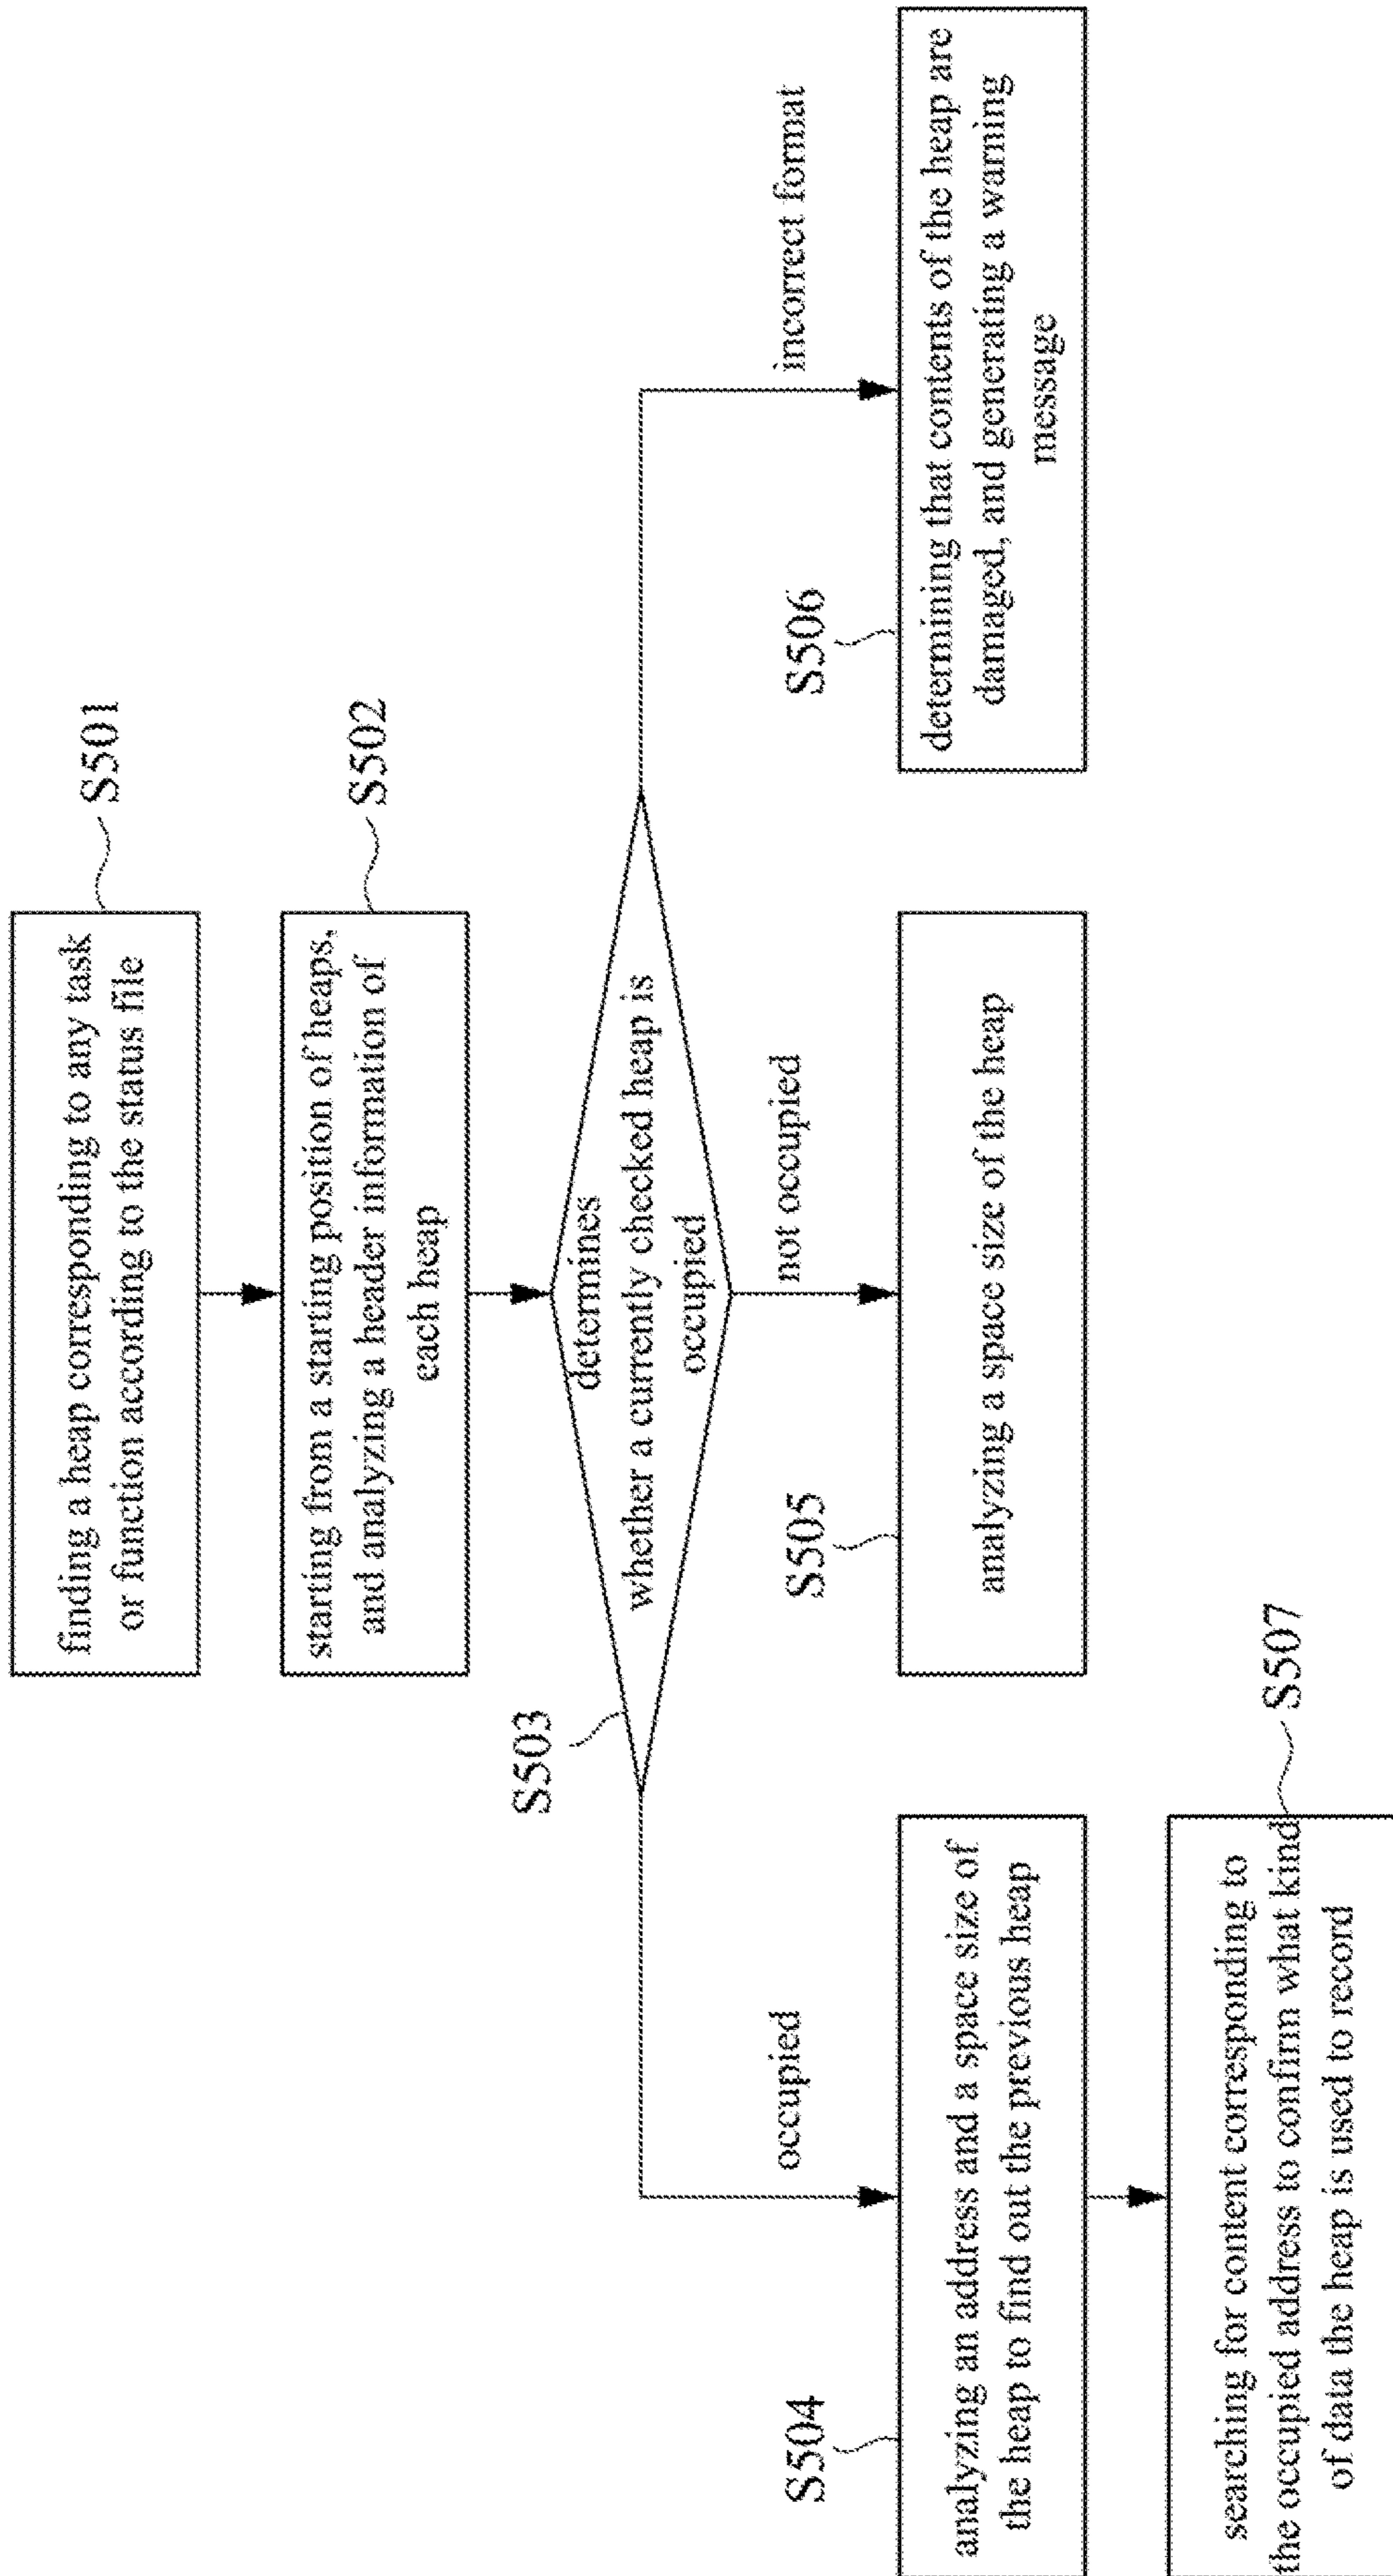 finding a heap corresponding to any task
or function according to the status file
S501
starting from a starting position of heaps,
and analyzing a header information of
each heap
S502
S503
determines
whether a currently checked heap is
occupied
occupied
not occupied
incorrect format
S504
analyzing an address and a space size of
the heap to find out the previous heap
S505
analyzing a space size of the heap
S506
determining that contents of the heap are
damaged, and generating a warning
message
searching for content corresponding to
the occupied address to confirm what kind
of data the heap is used to record
S507